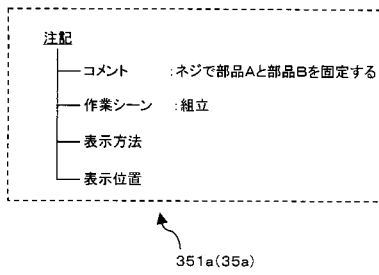 注記
コメント :ネジで部品Aと部品Bを固定する
作業シーン :組立
表示方法
表示位置
351a(35a)